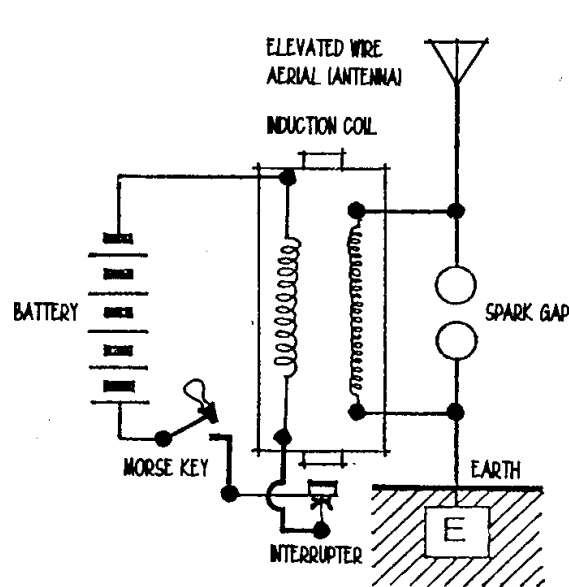 ELEVATED WIRE
AERIAL (ANTENNA)
INDUCTION COIL
BATTERY
SPARK GAP
MORSE KEY
EARTH
E
INTERRUPTER